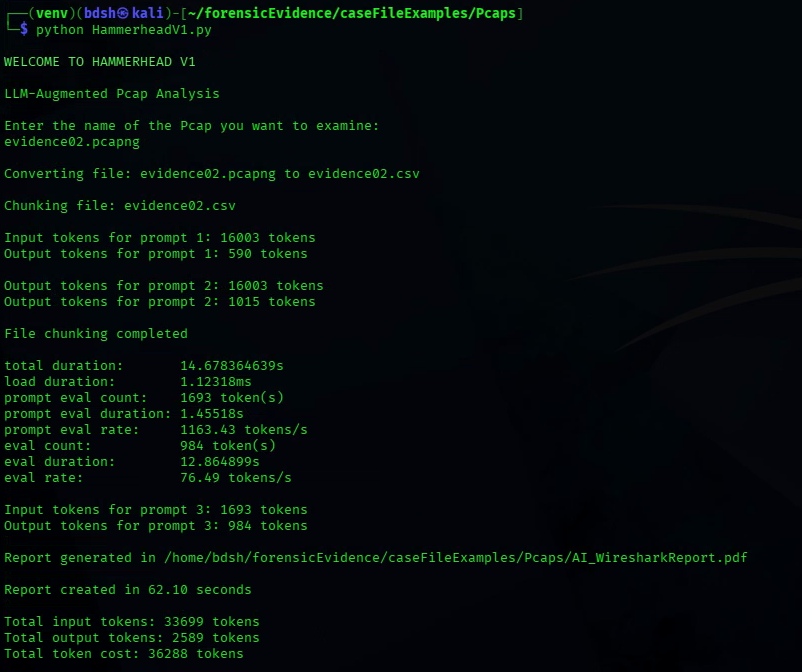 ┌──(venv)(bdsh㉿kali)-[~/forensicEvidence/caseFileExamples/Pcaps]
└─$ python HammerheadV1.py
WELCOME TO HAMMERHEAD V1
LLM-Augmented Pcap Analysis
Enter the name of the Pcap you want to examine:
evidence02.pcapng
Converting file: evidence02.pcapng to evidence02.csv
Chunking file: evidence02.csv
Input tokens for prompt 1: 16003 tokens
Output tokens for prompt 1: 590 tokens
Output tokens for prompt 2: 16003 tokens
Output tokens for prompt 2: 1015 tokens
File chunking completed
total duration:       14.678364639s
load duration:        1.12318ms
prompt eval count:    1693 token(s)
prompt eval duration: 1.45518s
prompt eval rate:     1163.43 tokens/s
eval count:           984 token(s)
eval duration:        12.864899s
eval rate:            76.49 tokens/s
Input tokens for prompt 3: 1693 tokens
Output tokens for prompt 3: 984 tokens
Report generated in /home/bdsh/forensicEvidence/caseFileExamples/Pcaps/AI_WiresharkReport.pdf
Report created in 62.10 seconds
Total input tokens: 33699 tokens
Total output tokens: 2589 tokens
Total token cost: 36288 tokens